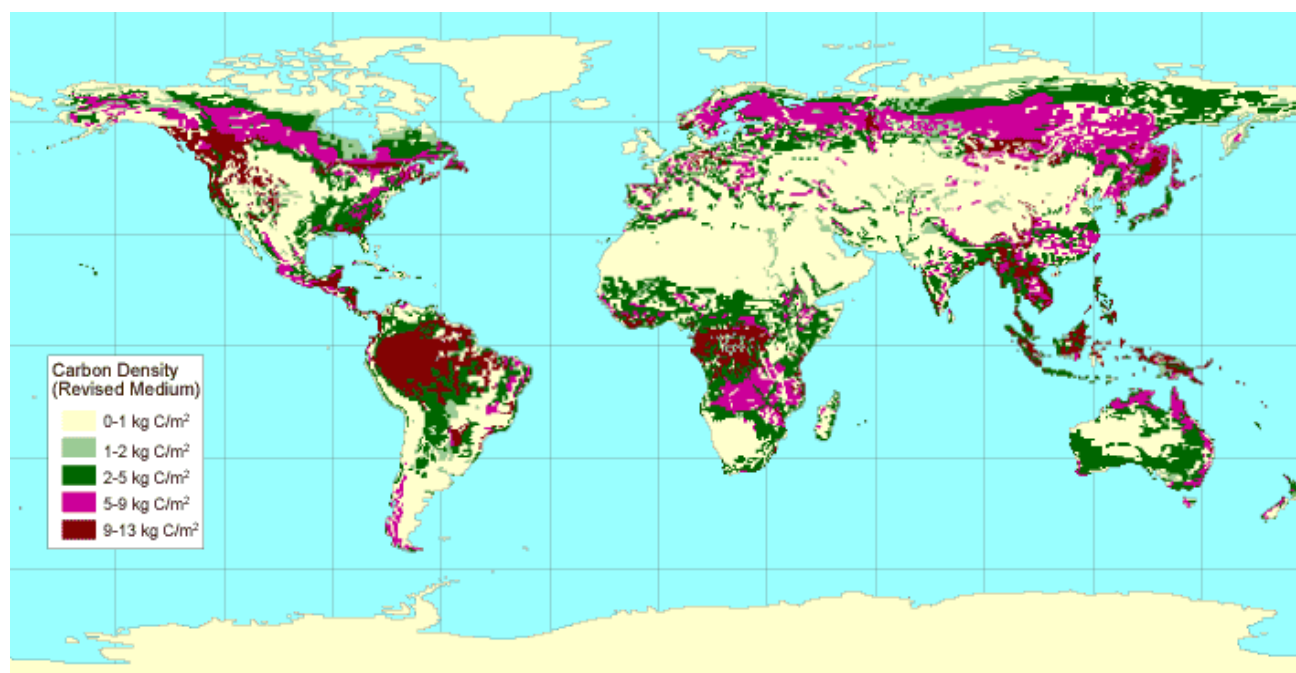 Carbon Density
(Revised Medium)
0-1 kg C/m²
1-2 kg C/m²
2-5 kg C/m²
5-9 kg C/m²
9-13 kg C/m²